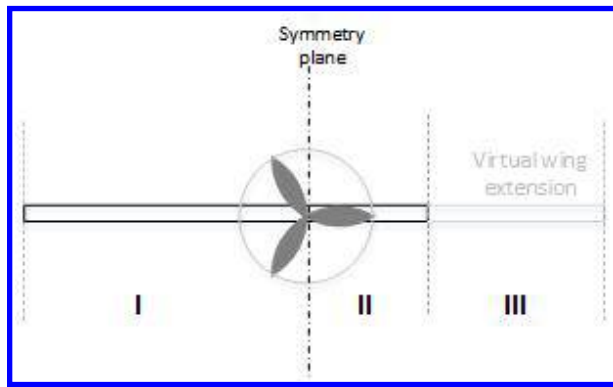 Symmetry
plane
Virtual wing
extension
I
II
III